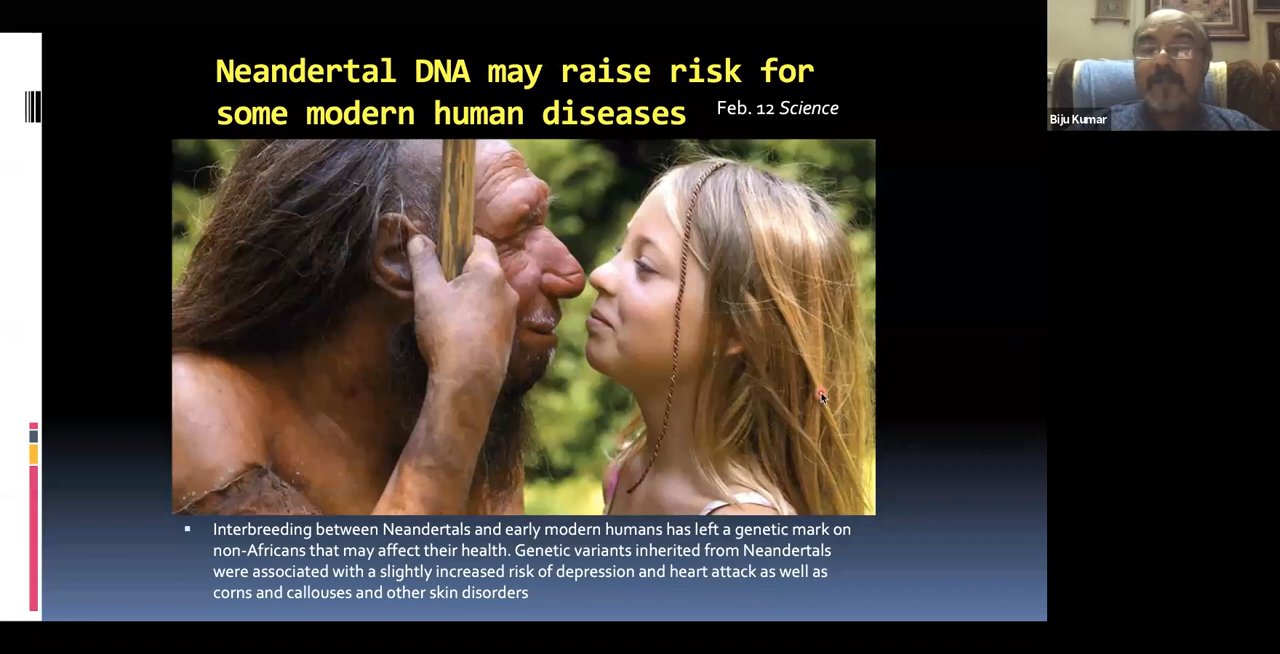 Neandertal DNA may raise risk for
some modern human diseases Feb. 12 Science
Biju Kumar
Interbreeding between Neandertals and early modern humans has left a genetic mark on
non-Africans that may affect their health. Genetic variants inherited from Neandertals
were associated with a slightly increased risk of depression and heart attack as well as
corns and callouses and other skin disorders